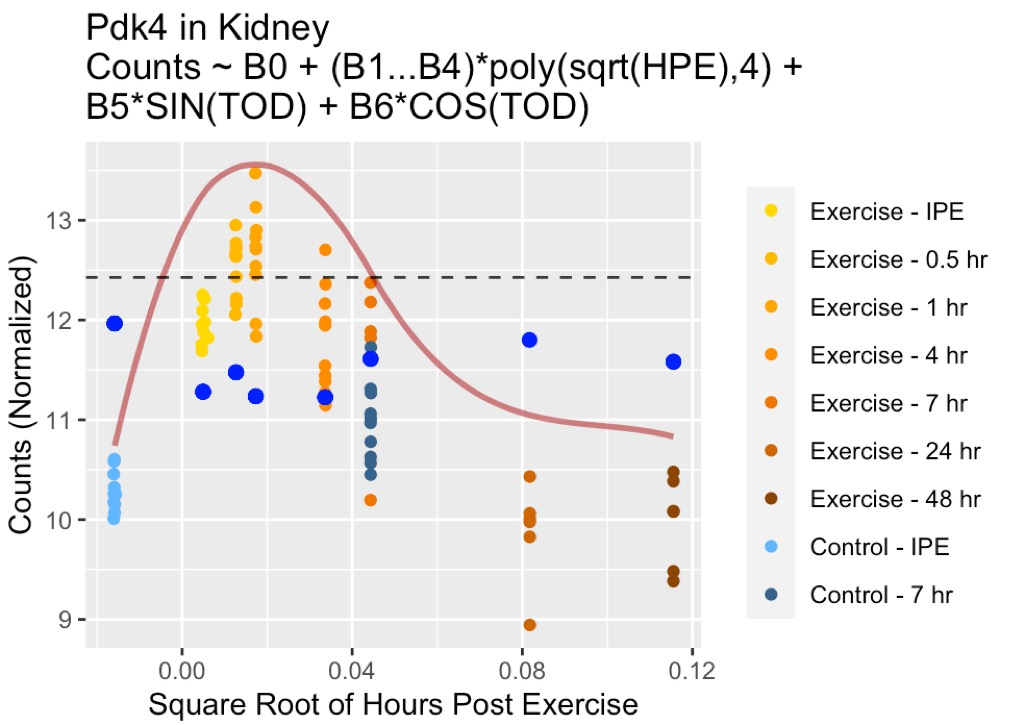 Pdk4 in Kidney
Counts ~ B0 + (B1...B4)*poly(sqrt(HPE),4) +
B5*SIN(TOD) + B6*COS(TOD)
Counts (Normalized)
13
12
11
10
9
0.00 0.04 0.08 0.12
Square Root of Hours Post Exercise
Exercise - IPE
Exercise - 0.5 hr
Exercise - 1 hr
Exercise - 4 hr
Exercise - 7 hr
Exercise - 24 hr
Exercise - 48 hr
Control - IPE
Control - 7 hr